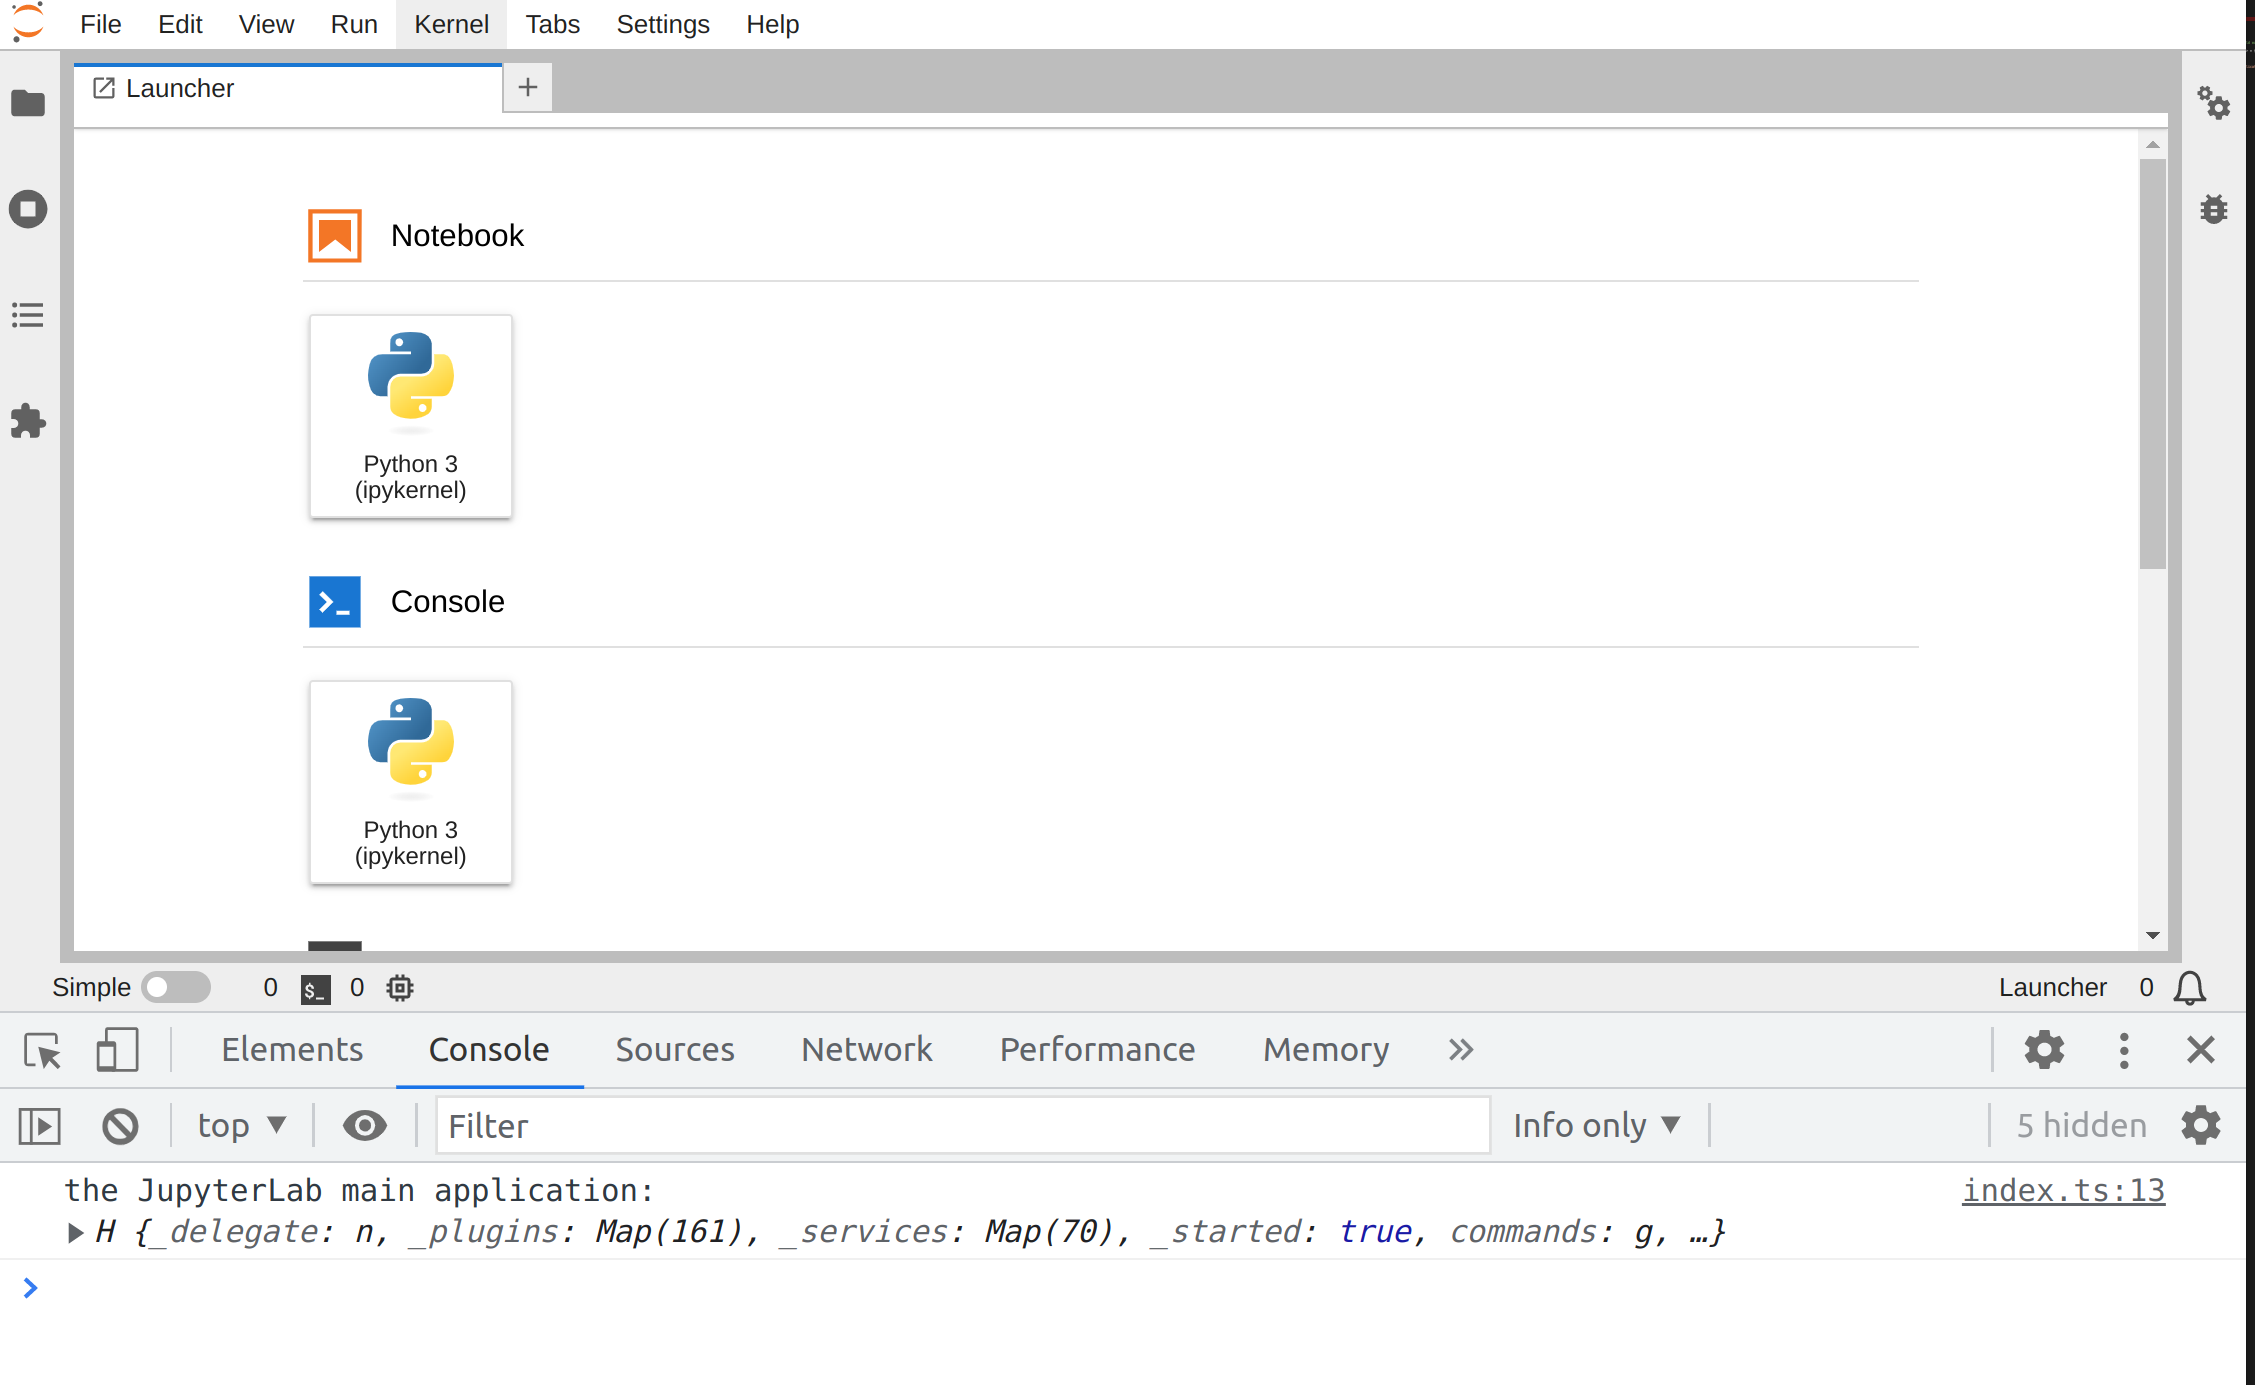 File Edit View Run Kernel Tabs Settings Help
Launcher +
Notebook
Python 3
(ipykernel)
Console
Python 3
(ipykernel)
Simple 0 $_ 0 Launcher 0
Elements Console Sources Network Performance Memory »
top ▼ Filter Info only ▼ 5 hidden
the JupyterLab main application: index.ts:13
▶ H {_delegate: n, _plugins: Map(161), _services: Map(70), _started: true, commands: g, …}
>